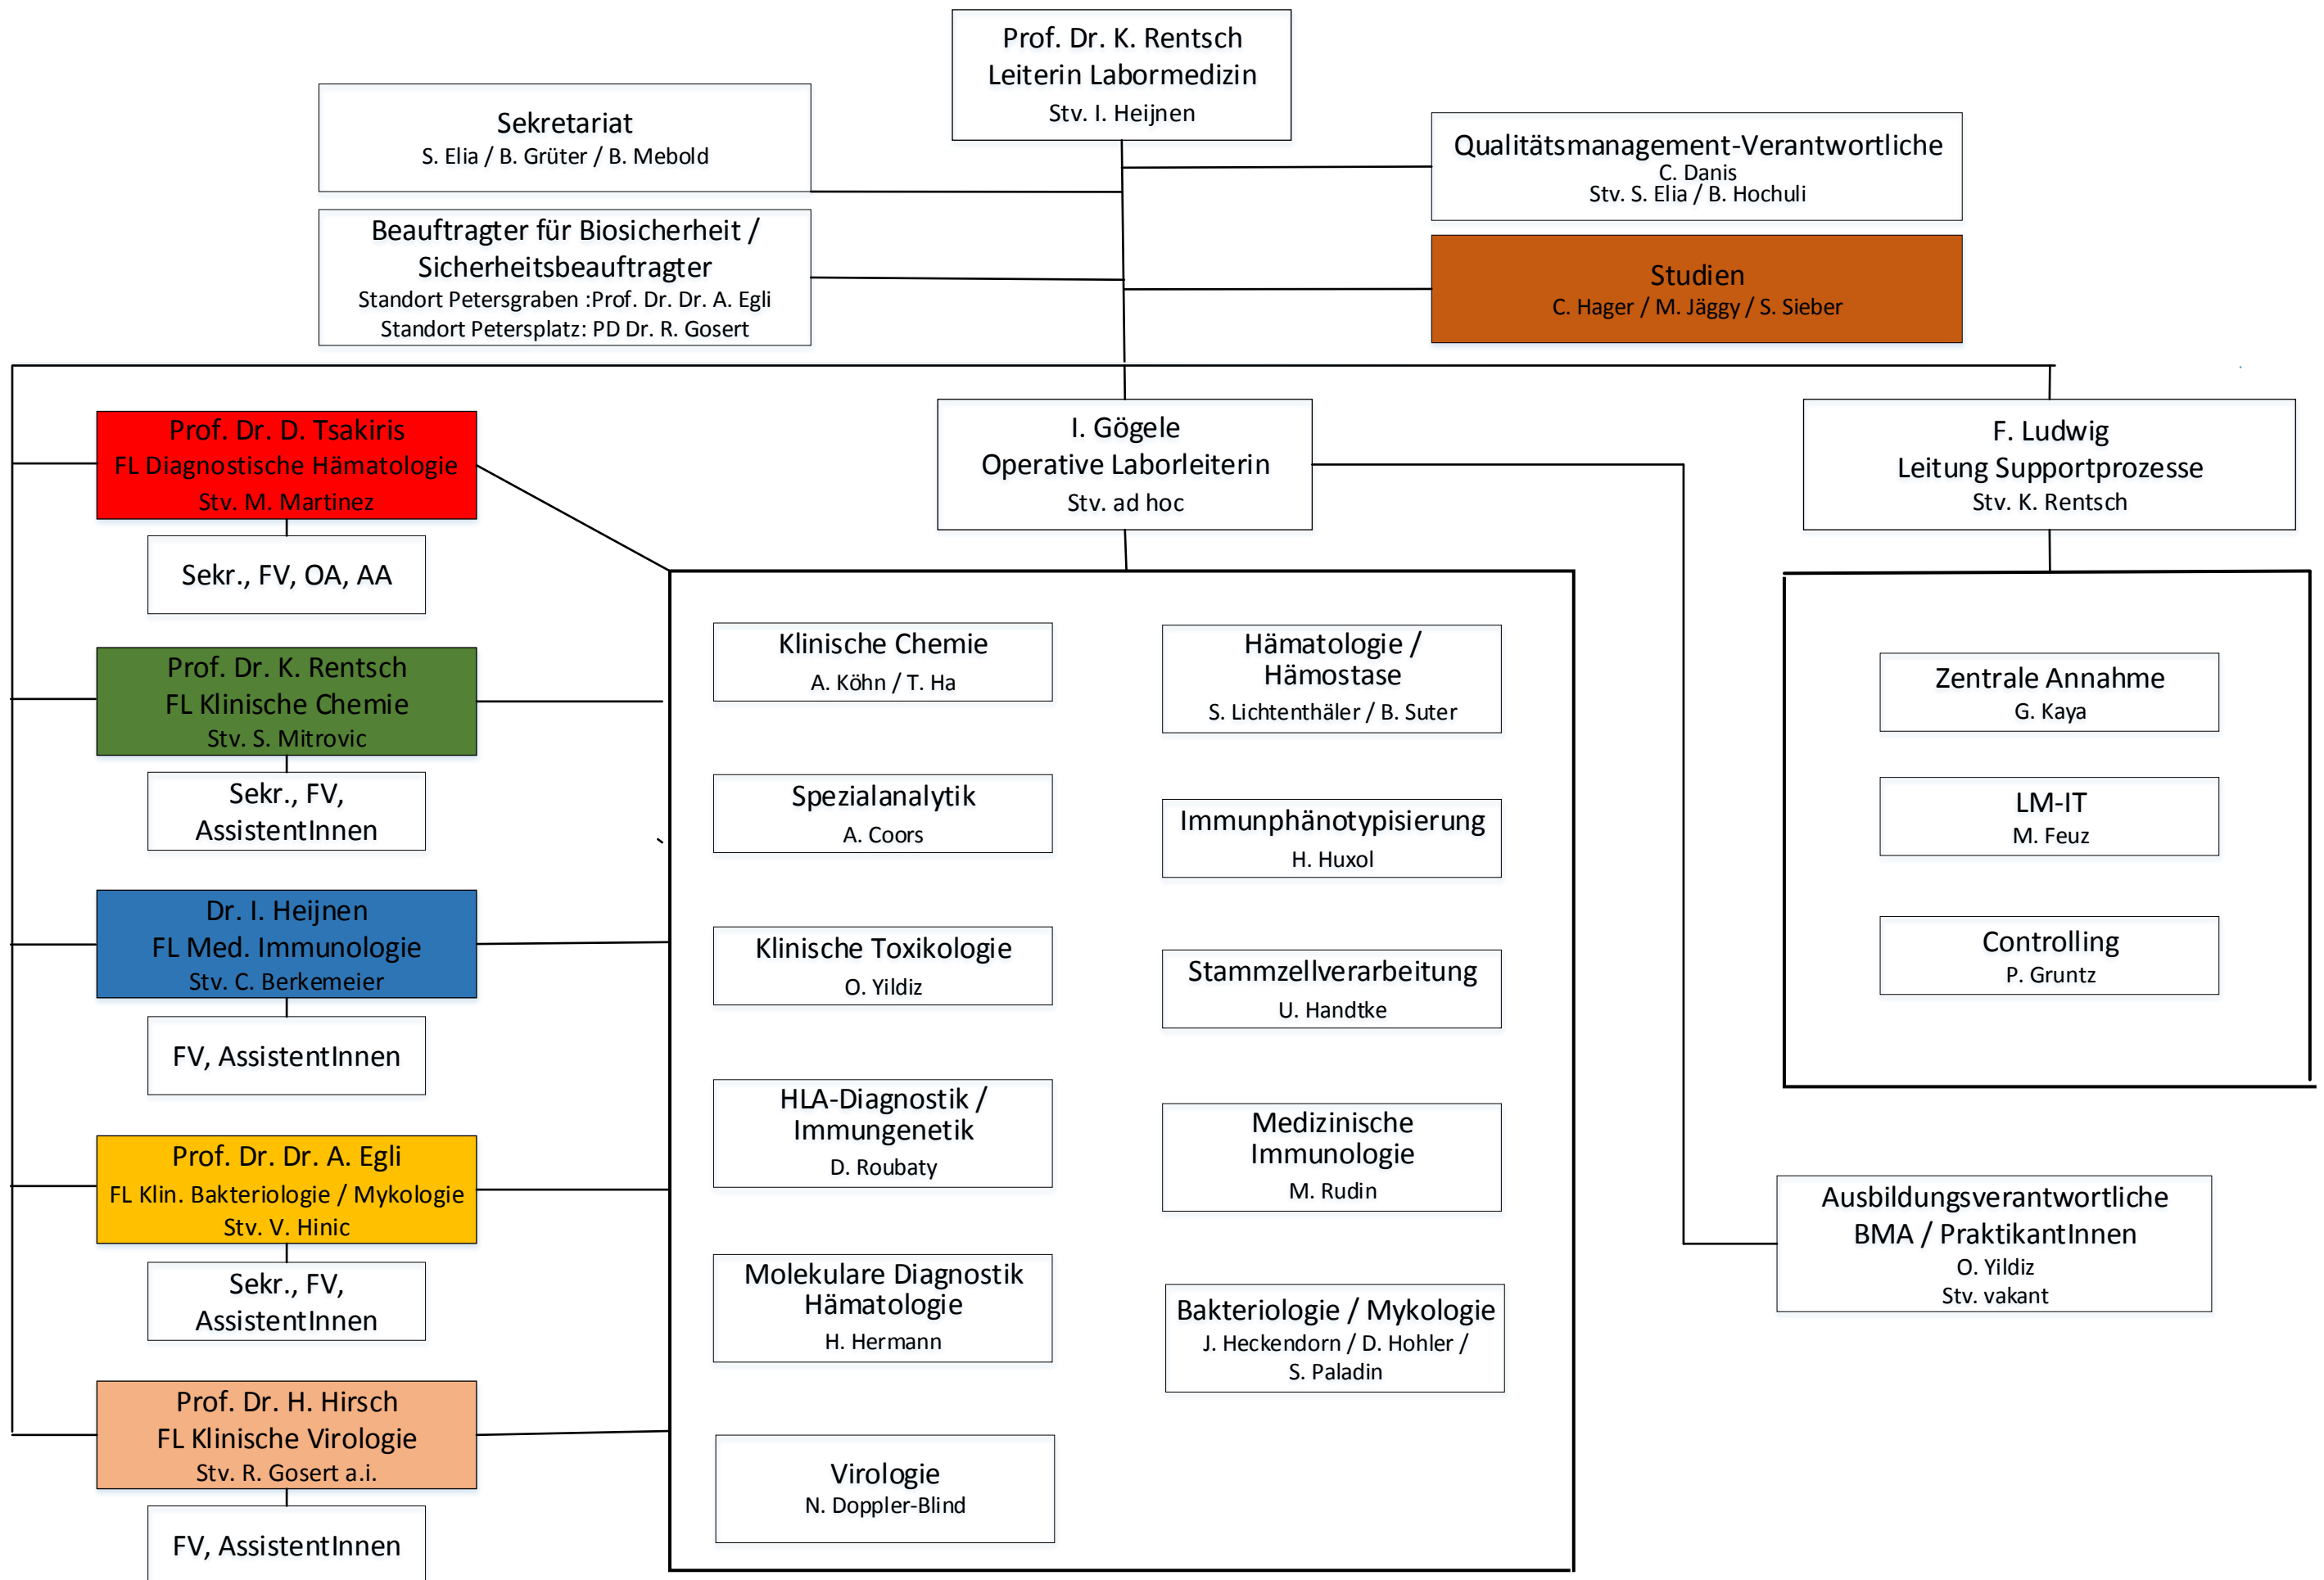 Prof. Dr. K. Rentsch
Leiterin Labormedizin
Stv. I. Heijnen
Sekretariat
S. Elia / B. Grüter / B. Mebold
Qualitätsmanagement-Verantwortliche
C. Danis
Stv. S. Elia / B. Hochuli
Beauftragter für Biosicherheit /
Sicherheitsbeauftragter
Standort Petersgraben :Prof. Dr. Dr. A. Egli
Standort Petersplatz: PD Dr. R. Gosert
Studien
C. Hager / M. Jäggy / S. Sieber
Prof. Dr. D. Tsakiris
FL Diagnostische Hämatologie
Stv. M. Martinez
Sekr., FV, OA, AA
Prof. Dr. K. Rentsch
FL Klinische Chemie
Stv. S. Mitrovic
Sekr., FV,
AssistentInnen
Dr. I. Heijnen
FL Med. Immunologie
Stv. C. Berkemeier
FV, AssistentInnen
Prof. Dr. Dr. A. Egli
FL Klin. Bakteriologie / Mykologie
Stv. V. Hinic
Sekr., FV,
AssistentInnen
Prof. Dr. H. Hirsch
FL Klinische Virologie
Stv. R. Gosert a.i.
FV, AssistentInnen
I. Gögele
Operative Laborleiterin
Stv. ad hoc
Klinische Chemie
A. Köhn / T. Ha
Spezialanalytik
A. Coors
Klinische Toxikologie
O. Yildiz
HLA-Diagnostik /
Immungenetik
D. Roubaty
Molekulare Diagnostik
Hämatologie
H. Hermann
Virologie
N. Doppler-Blind
Hämatologie /
Hämostase
S. Lichtenthäler / B. Suter
Immunphänotypisierung
H. Huxol
Stammzellverarbeitung
U. Handtke
Medizinische
Immunologie
M. Rudin
Bakteriologie / Mykologie
J. Heckendorn / D. Hohler /
S. Paladin
F. Ludwig
Leitung Supportprozesse
Stv. K. Rentsch
Zentrale Annahme
G. Kaya
LM-IT
M. Feuz
Controlling
P. Gruntz
Ausbildungsverantwortliche
BMA / PraktikantInnen
O. Yildiz
Stv. vakant